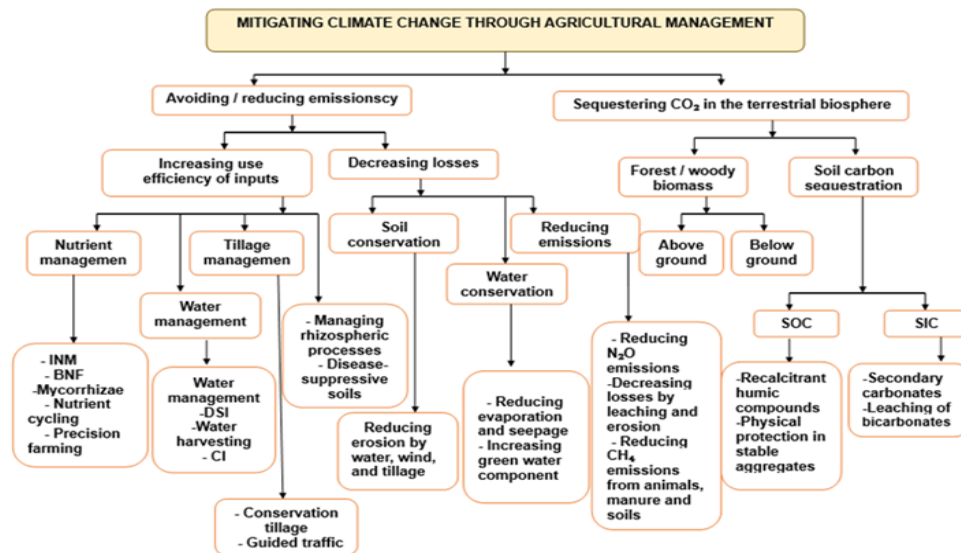 MITIGATING CLIMATE CHANGE THROUGH AGRICULTURAL MANAGEMENT
Avoiding / reducing emissionscy
Sequestering CO₂ in the terrestrial biosphere
Increasing use
efficiency of inputs
Decreasing losses
Forest / woody
biomass
Soil carbon
sequestration
Nutrient
managemen
Tillage
managemen
Soil
conservation
Reducing
emissions
Above
ground
Below
ground
Water
management
Water
conservation
- Managing
rhizospheric
processes
- Disease-
suppressive
soils
SOC
SIC
- INM
- BNF
-Mycorrhizae
- Nutrient
cycling
- Precision
farming
Water
management
-DSI
-Water
harvesting
- CI
Reducing
erosion by
water, wind,
and tillage
- Reducing
evaporation
and seepage
- Increasing
green water
component
- Reducing
N₂O
emissions
-Decreasing
losses by
leaching and
erosion
- Reducing
CH₄
emissions
from animals,
manure and
soils
-Recalcitrant
humic
compounds
-Physical
protection in
stable
aggregates
-Secondary
carbonates
-Leaching of
bicarbonates
- Conservation
tillage
- Guided traffic